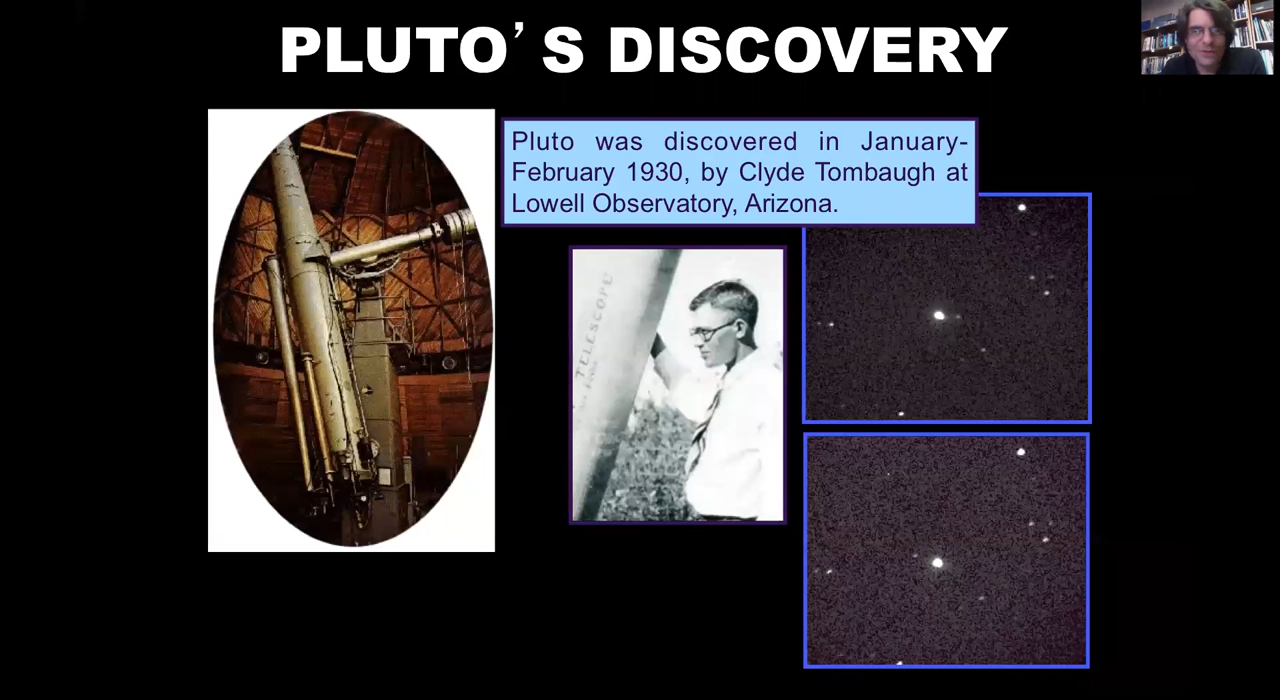 PLUTO’S DISCOVERY
Pluto was discovered in January-
February 1930, by Clyde Tombaugh at
Lowell Observatory, Arizona.
TELESCOPE